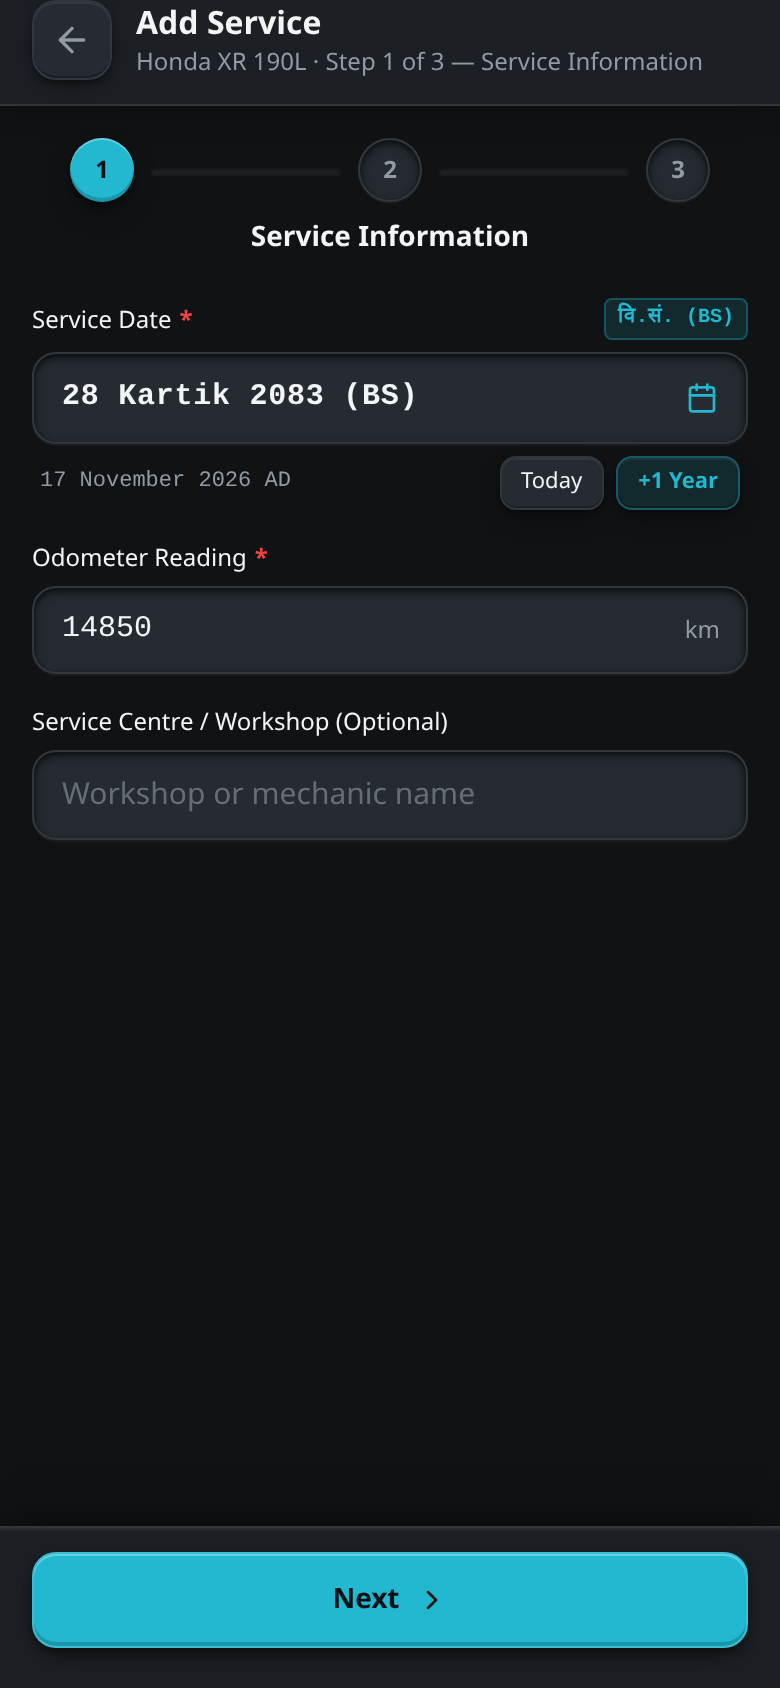 Add Service
Honda XR 190L · Step 1 of 3 — Service Information
1
2
3
Service Information
Service Date *
वि.सं. (BS)
28 Kartik 2083 (BS)
17 November 2026 AD
Today
+1 Year
Odometer Reading *
14850
km
Service Centre / Workshop (Optional)
Workshop or mechanic name
Next